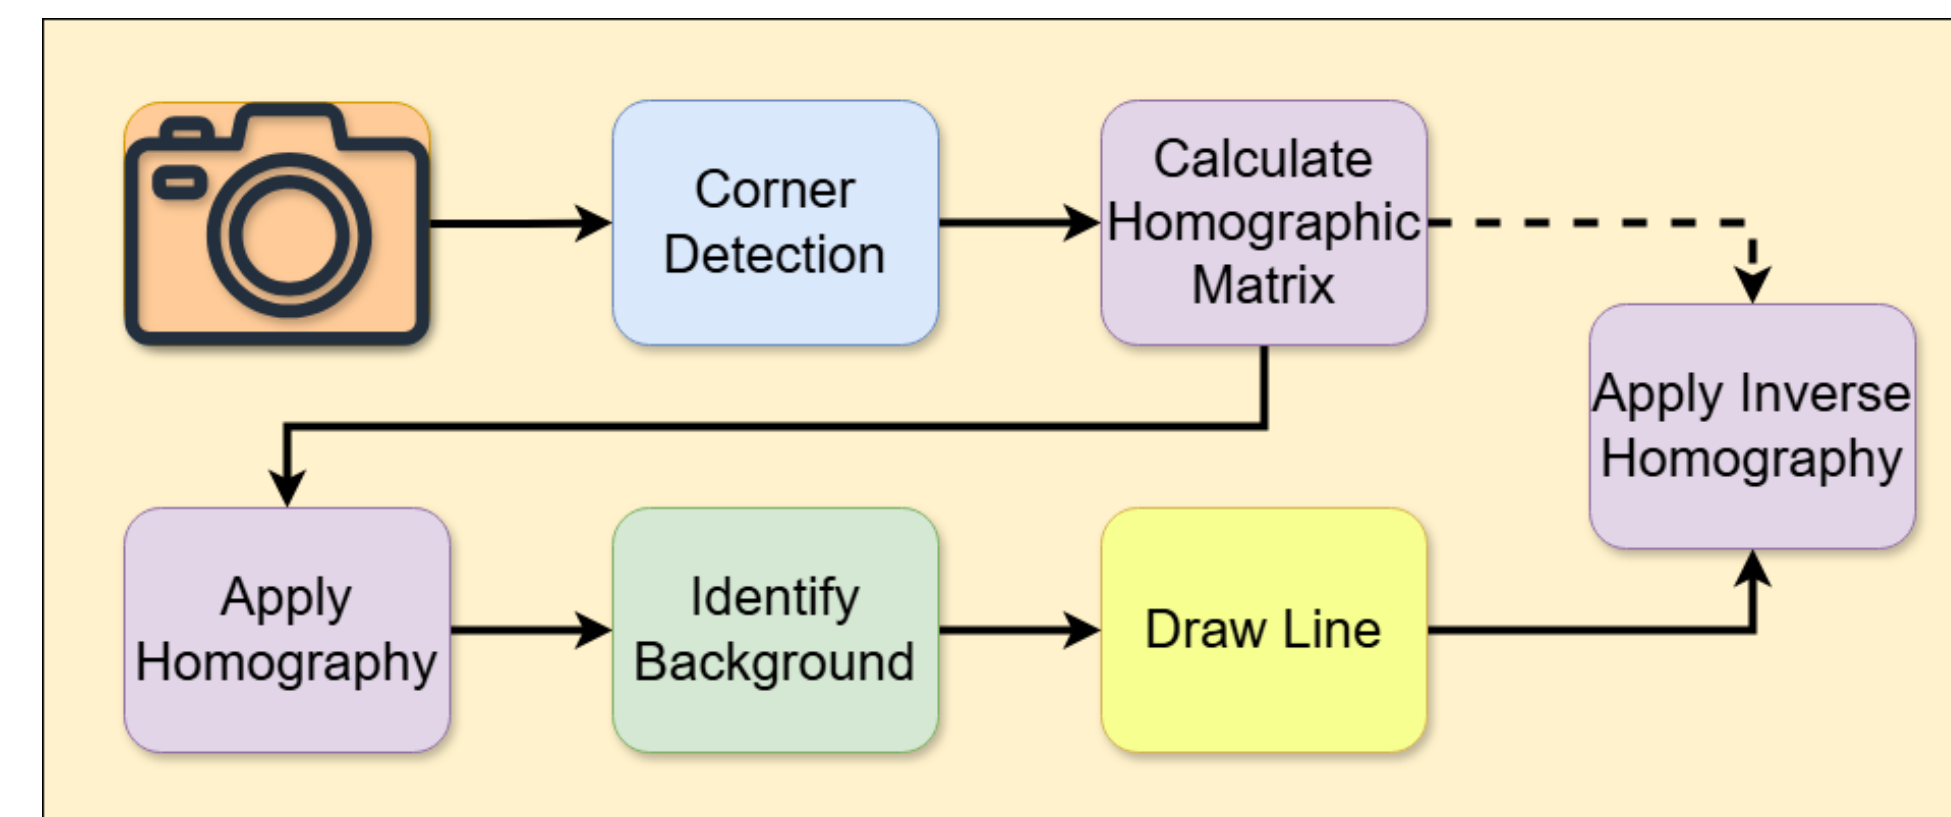 Corner
Detection
Calculate
Homographic
Matrix
Apply Inverse
Homography
Apply
Homography
Identify
Background
Draw Line